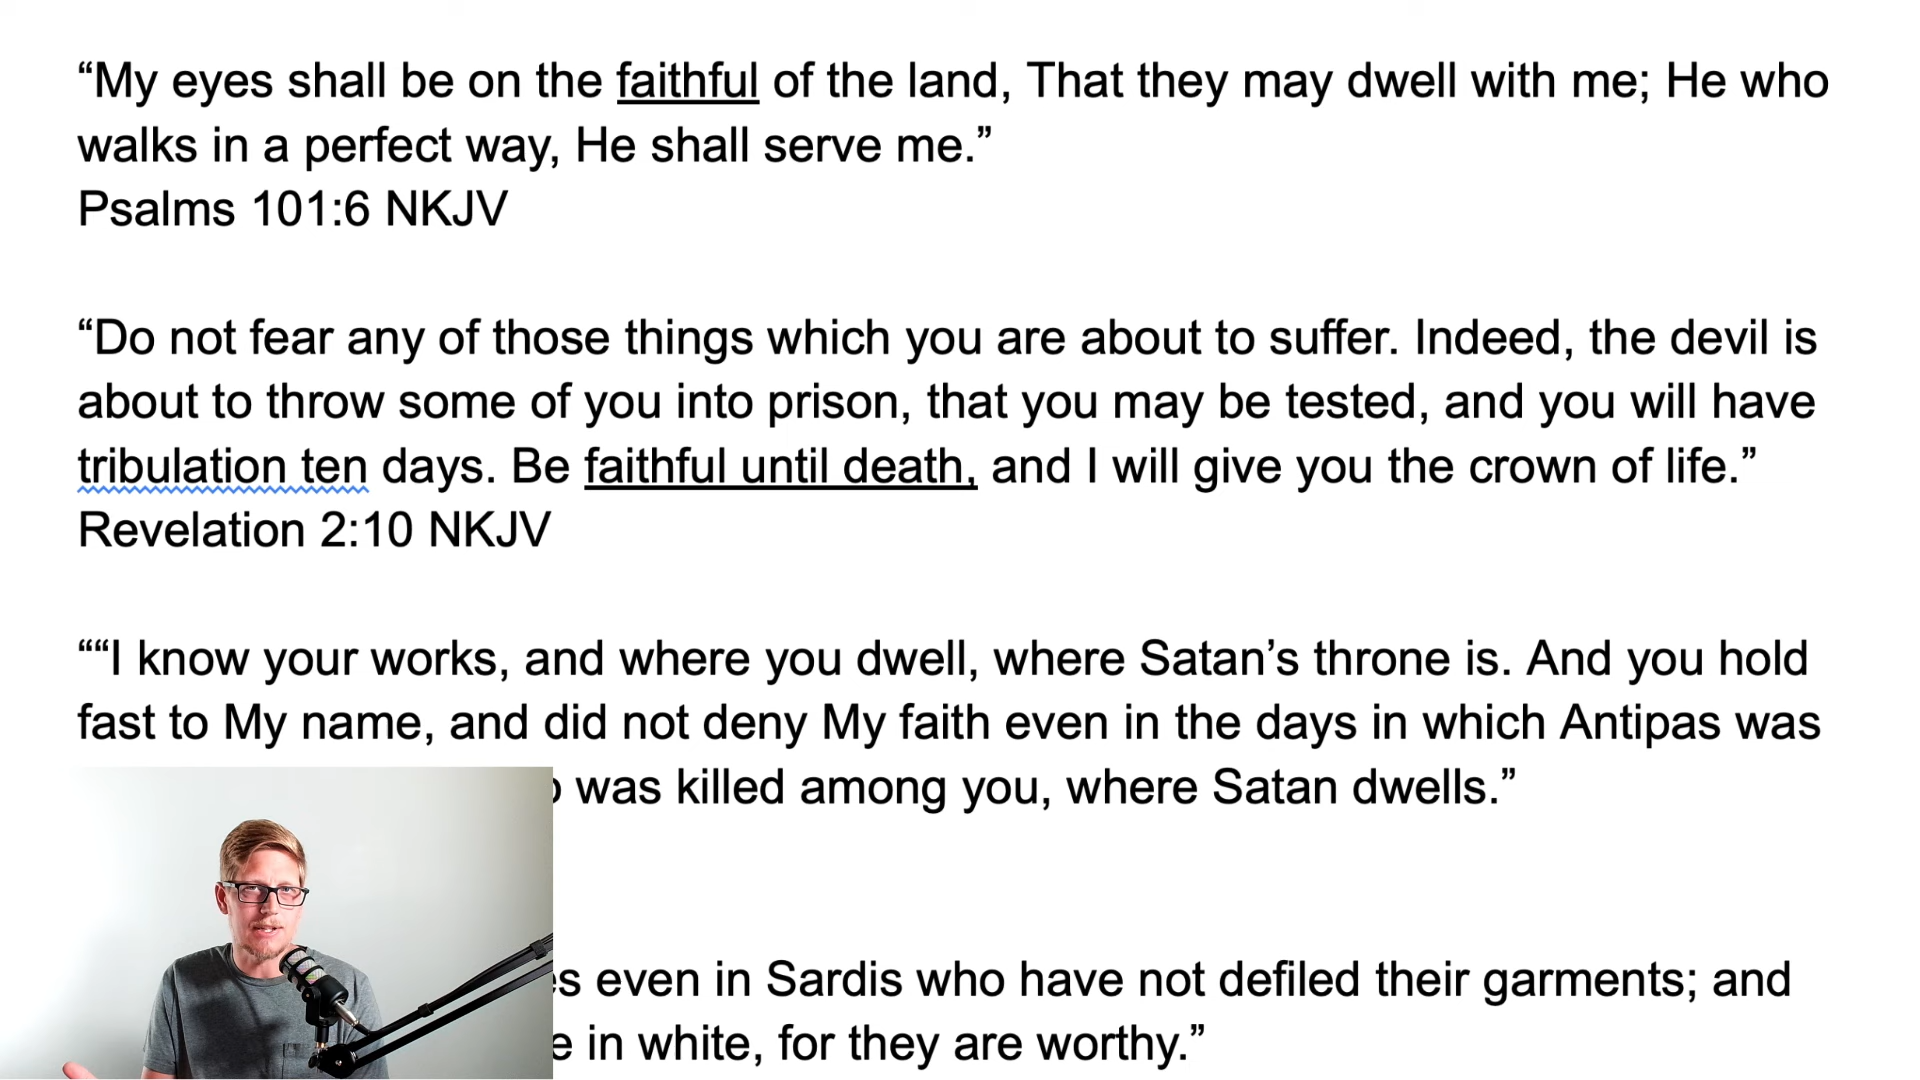 “My eyes shall be on the faithful of the land, That they may dwell with me; He who
walks in a perfect way, He shall serve me.”
Psalms 101:6 NKJV
“Do not fear any of those things which you are about to suffer. Indeed, the devil is
about to throw some of you into prison, that you may be tested, and you will have
tribulation ten days. Be faithful until death, and I will give you the crown of life.”
Revelation 2:10 NKJV
““I know your works, and where you dwell, where Satan’s throne is. And you hold
fast to My name, and did not deny My faith even in the days in which Antipas was
was killed among you, where Satan dwells.”
even in Sardis who have not defiled their garments; and
in white, for they are worthy.”